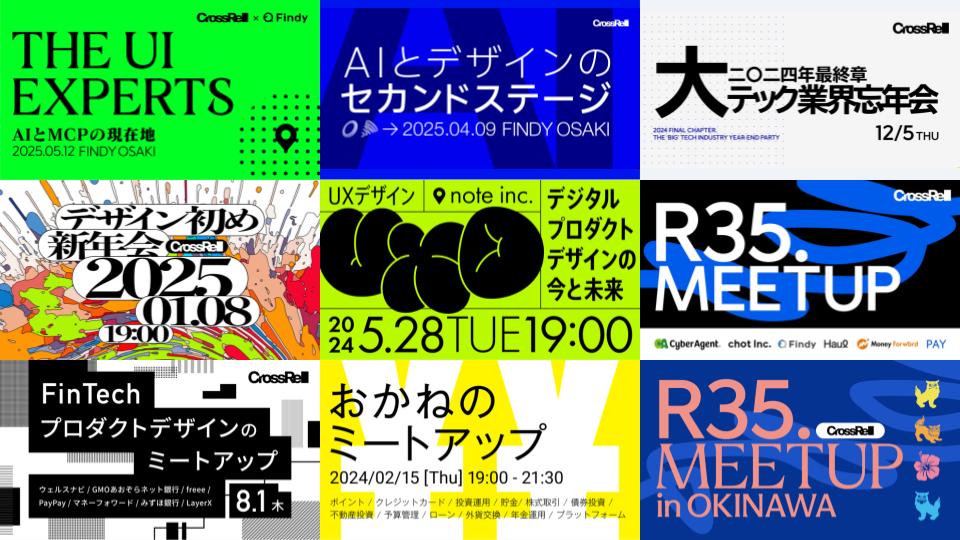 CrossRel × Findy
THE UI
EXPERTS
AIとMCPの現在地
2025.05.12 FINDY OSAKI
CrossRel
AIとデザインの
セカンドステージ
→ 2025.04.09 FINDY OSAKI
CrossRel
大
二〇二四年最終章
テック業界忘年会
2024 FINAL CHAPTER,
THE 'BIG' TECH INDUSTRY YEAR-END PARTY
12/5 THU
デザイン初め
新年会 CrossRel
2025
01.08
19:00
UXデザイン
note inc.
UXD
デジタル
プロダクト
デザインの
今と未来
2024 5.28 TUE 19:00
CrossRel
R35.
MEETUP
CyberAgent. chot Inc. Findy Hau Money Forward PAY
CrossRel
FinTech
プロダクトデザインの
ミートアップ
ウェルスナビ / GMOあおぞらネット銀行 / freee /
PayPay / マネーフォワード / みずほ銀行 / LayerX
8.1 木
おかねの
ミートアップ
2024/02/15 [Thu] 19:00 - 21:30
ポイント / クレジットカード / 投資運用 / 貯金 / 株式取引 / 債券投資 /
不動産投資 / 予算管理 / ローン / 外貨交換 / 年金運用 / プラットフォーム
R35.
CrossRel
MEETUP
in OKINAWA